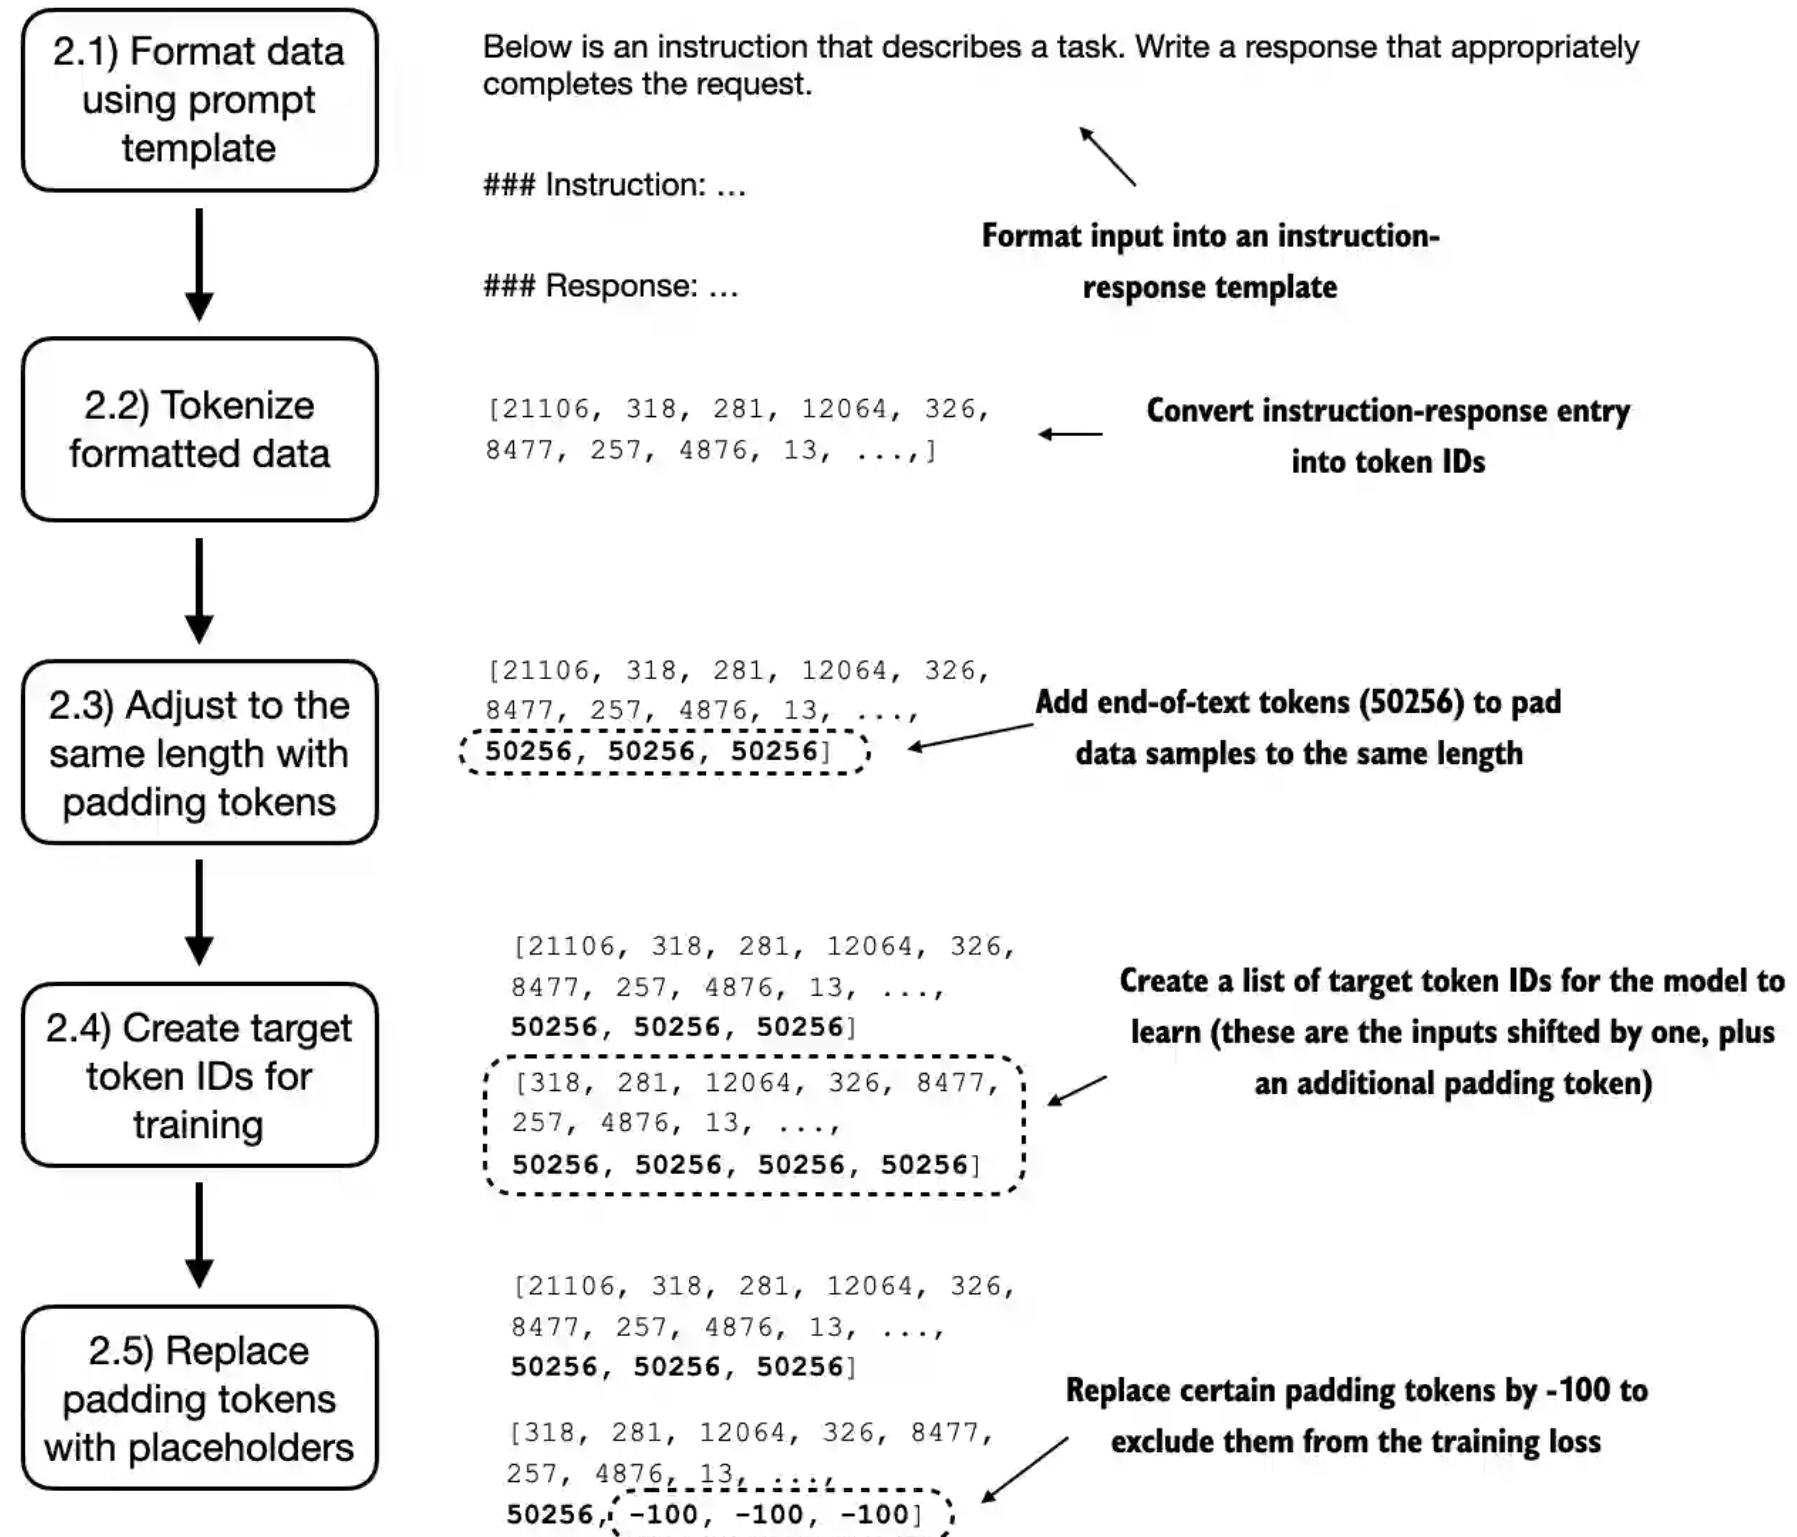 2.1) Format data
using prompt
template
Below is an instruction that describes a task. Write a response that appropriately
completes the request.
### Instruction: ...
### Response: ...
Format input into an instruction-
response template
2.2) Tokenize
formatted data
[21106, 318, 281, 12064, 326,
8477, 257, 4876, 13, ...,]
Convert instruction-response entry
into token IDs
2.3) Adjust to the
same length with
padding tokens
[21106, 318, 281, 12064, 326,
8477, 257, 4876, 13, ...,
50256, 50256, 50256]
Add end-of-text tokens (50256) to pad
data samples to the same length
2.4) Create target
token IDs for
training
[21106, 318, 281, 12064, 326,
8477, 257, 4876, 13, ...,
50256, 50256, 50256]
[318, 281, 12064, 326, 8477,
257, 4876, 13, ...,
50256, 50256, 50256, 50256]
Create a list of target token IDs for the model to
learn (these are the inputs shifted by one, plus
an additional padding token)
2.5) Replace
padding tokens
with placeholders
[21106, 318, 281, 12064, 326,
8477, 257, 4876, 13, ...,
50256, 50256, 50256]
[318, 281, 12064, 326, 8477,
257, 4876, 13, ...,
50256, -100, -100, -100]
Replace certain padding tokens by -100 to
exclude them from the training loss